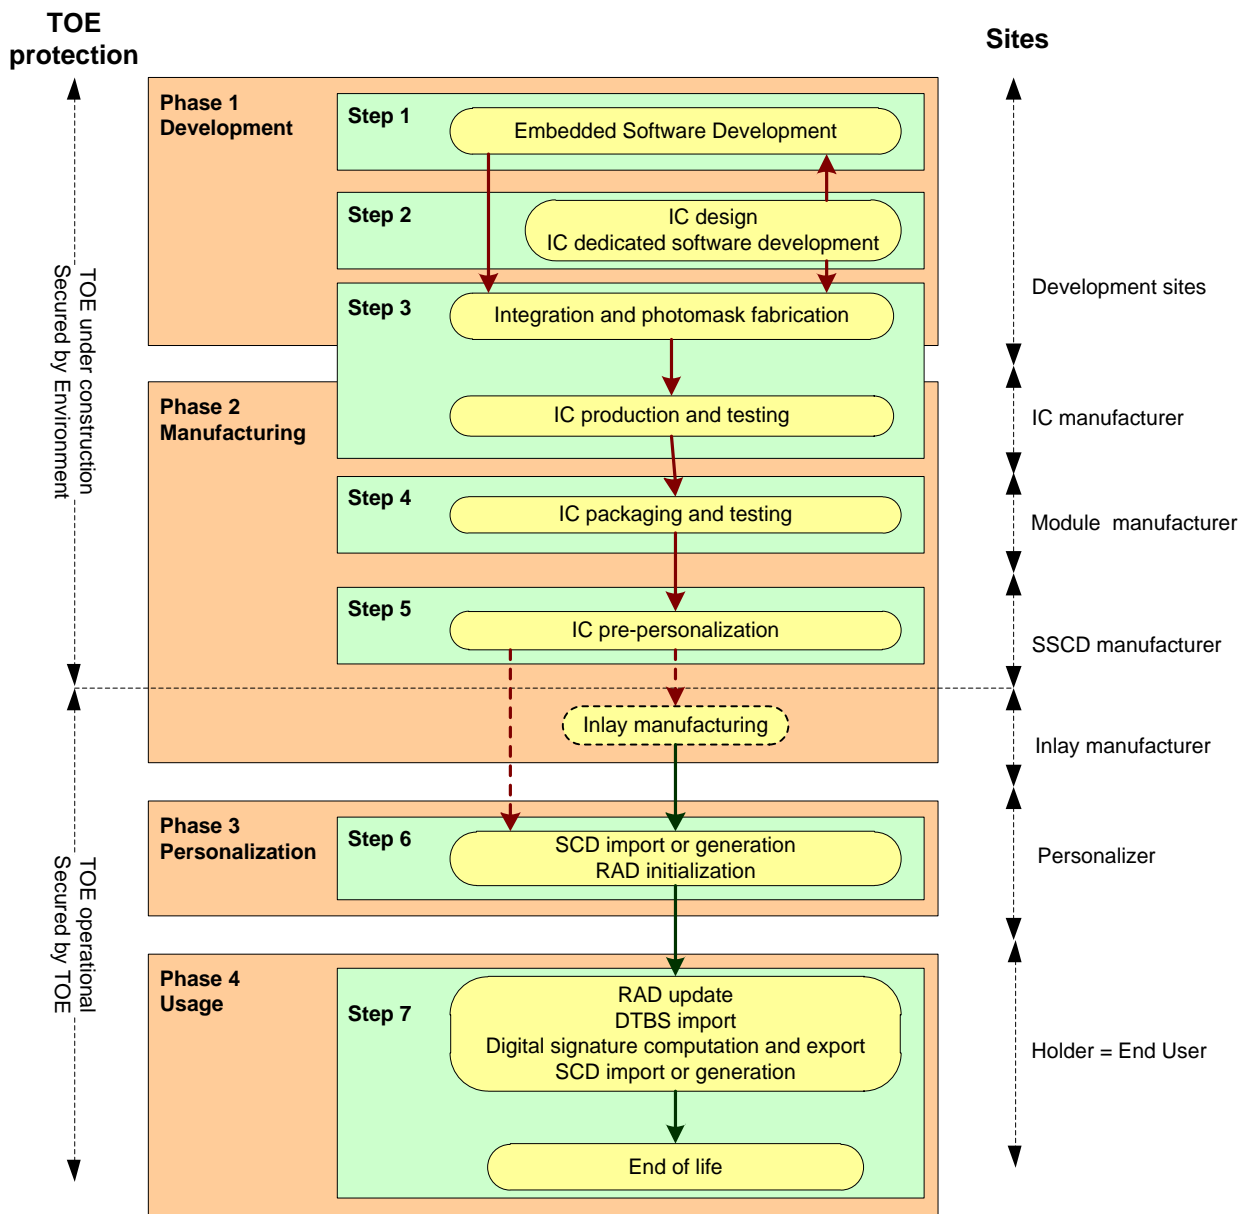 TOE
protection
Sites
Phase 1
Development
Step 1
Embedded Software Development
Step 2
IC design
IC dedicated software development
Step 3
Integration and photomask fabrication
Development sites
TOE under construction
Secured by Environment
Phase 2
Manufacturing
IC production and testing
IC manufacturer
Step 4
IC packaging and testing
Module manufacturer
Step 5
IC pre-personalization
SSCD manufacturer
Inlay manufacturing
Inlay manufacturer
Phase 3
Personalization
Step 6
SCD import or generation
RAD initialization
Personalizer
TOE operational
Secured by TOE
Phase 4
Usage
Step 7
RAD update
DTBS import
Digital signature computation and export
SCD import or generation
Holder = End User
End of life